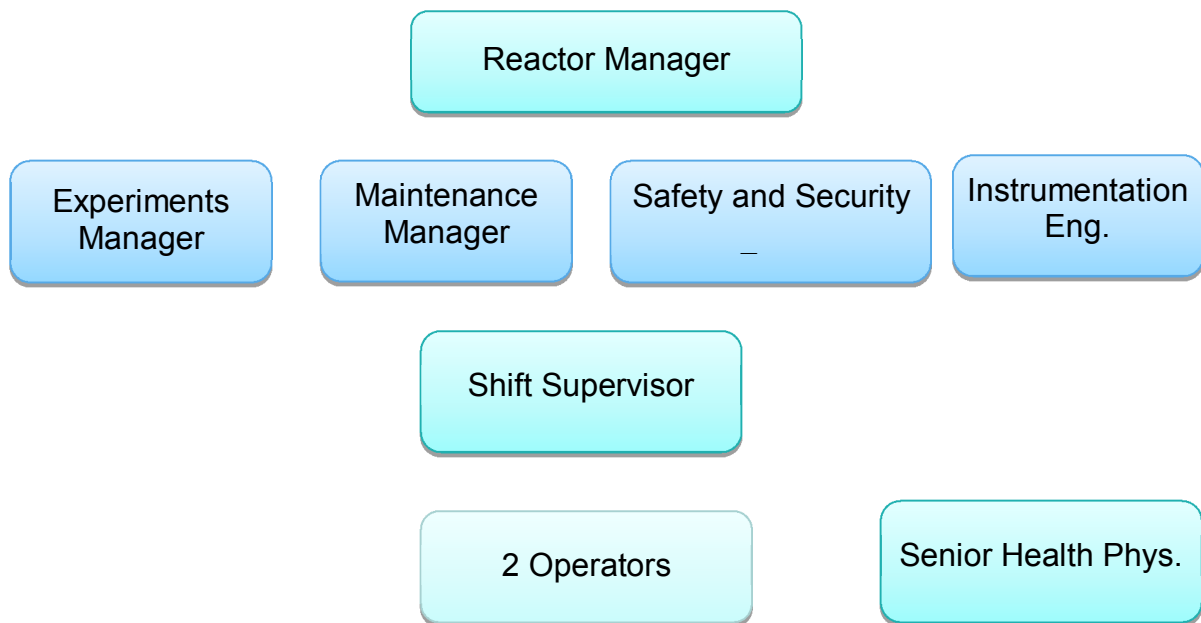 Reactor Manager
Experiments
Manager
Maintenance
Manager
Safety and Security
_
Instrumentation
Eng.
Shift Supervisor
2 Operators
Senior Health Phys.